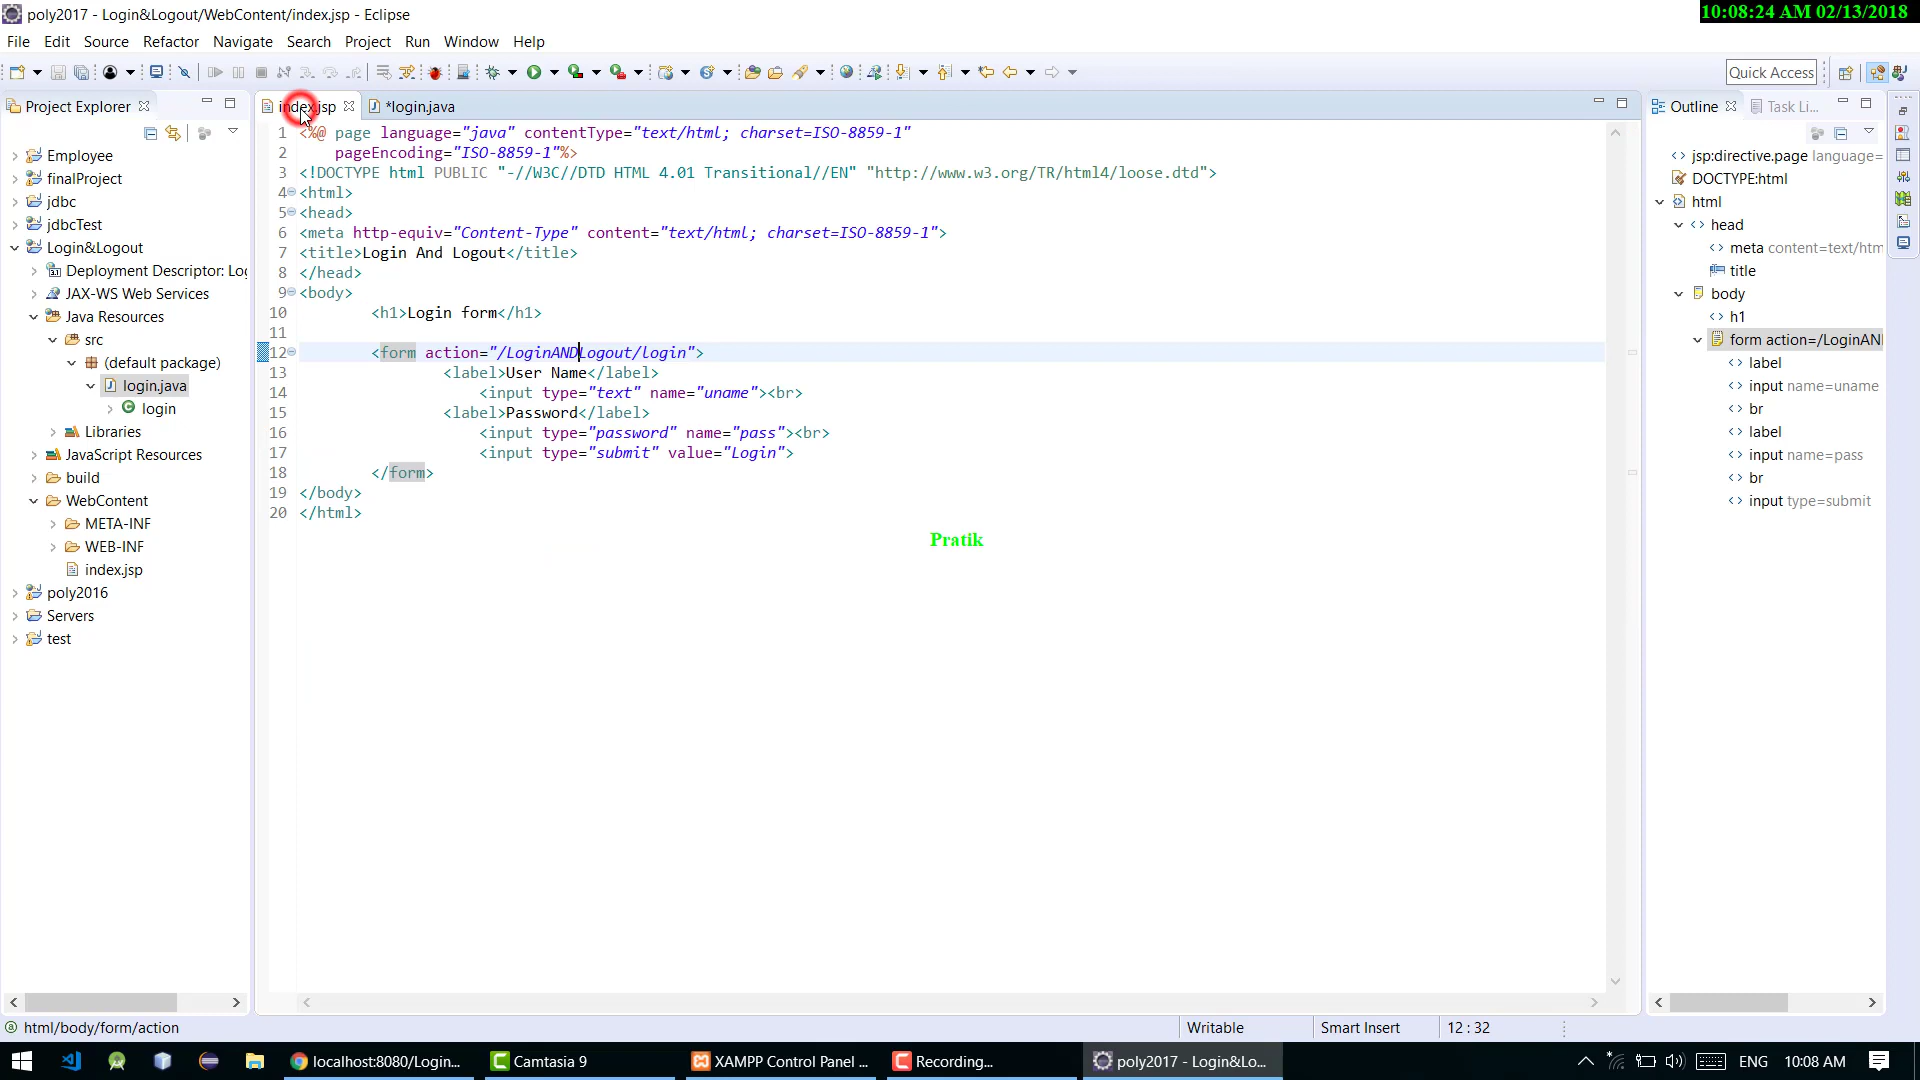 poly2017 - Login&Logout/WebContent/index.jsp - Eclipse
10:08:24 AM 02/13/2018
File Edit Source Refactor Navigate Search Project Run Window Help
Quick Access
Project Explorer
index.jsp
*login.java
Outline
Task Li...
Employee
finalProject
jdbc
jdbcTest
Login&Logout
Deployment Descriptor: Log
JAX-WS Web Services
Java Resources
src
(default package)
login.java
login
Libraries
JavaScript Resources
build
WebContent
META-INF
WEB-INF
index.jsp
poly2016
Servers
test
1 <%@ page language="java" contentType="text/html; charset=ISO-8859-1"
2 pageEncoding="ISO-8859-1"%>
3 <!DOCTYPE html PUBLIC "-//W3C//DTD HTML 4.01 Transitional//EN" "http://www.w3.org/TR/html4/loose.dtd">
4 <html>
5 <head>
6 <meta http-equiv="Content-Type" content="text/html; charset=ISO-8859-1">
7 <title>Login And Logout</title>
8 </head>
9 <body>
10 <h1>Login form</h1>
11
12 <form action="/LoginANDLogout/login">
13 <label>User Name</label>
14 <input type="text" name="uname"><br>
15 <label>Password</label>
16 <input type="password" name="pass"><br>
17 <input type="submit" value="Login">
18 </form>
19 </body>
20 </html>
Pratik
jsp:directive.page language=
DOCTYPE:html
html
head
meta content=text/htm
title
body
h1
form action=/LoginAN
label
input name=uname
br
label
input name=pass
br
input type=submit
html/body/form/action
Writable
Smart Insert
12 : 32
localhost:8080/Login...
Camtasia 9
XAMPP Control Panel ...
Recording...
poly2017 - Login&Lo...
ENG
10:08 AM